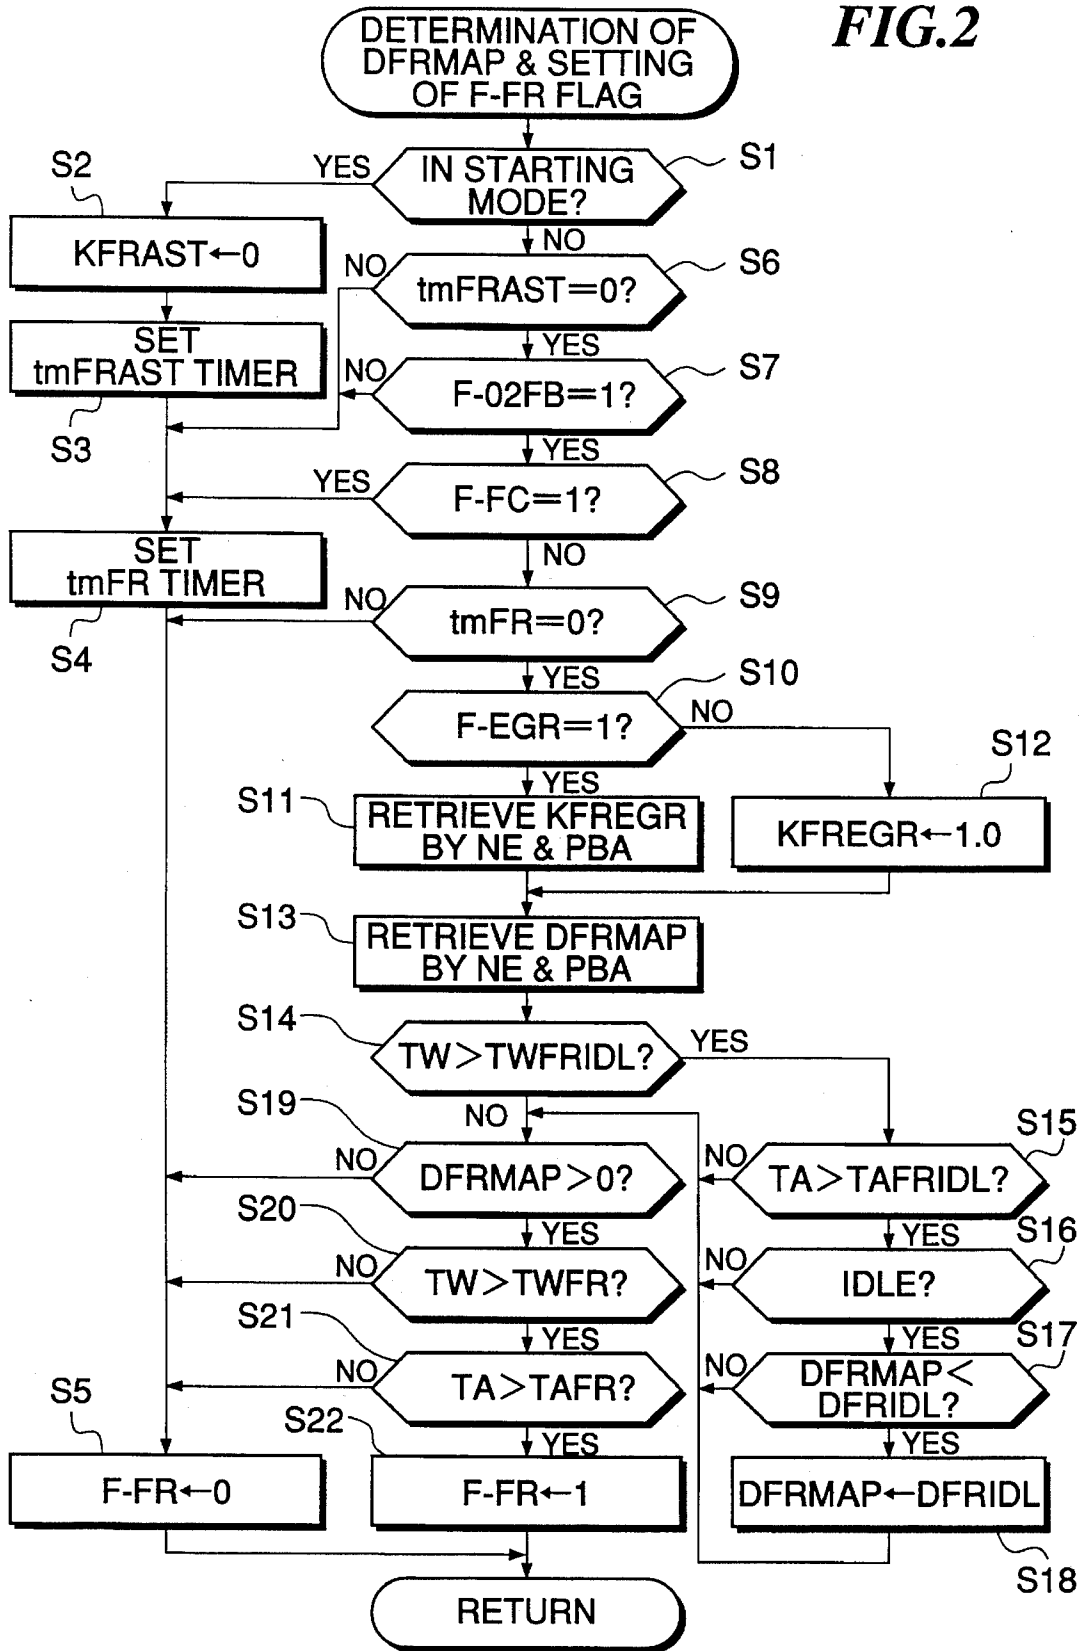 FIG.2
DETERMINATION OF
DFRMAP & SETTING
OF F-FR FLAG
S1
IN STARTING
MODE?
YES
NO
S2
KFRAST←0
SET
tmFRAST TIMER
S3
S6
tmFRAST=0?
NO
YES
S7
F-02FB=1?
NO
YES
S8
F-FC=1?
YES
NO
SET
tmFR TIMER
S4
S9
tmFR=0?
NO
YES
S10
F-EGR=1?
NO
YES
S11
RETRIEVE KFREGR
BY NE & PBA
S12
KFREGR←1.0
S13
RETRIEVE DFRMAP
BY NE & PBA
S14
TW>TWFRIDL?
YES
NO
S15
TA>TAFRIDL?
NO
YES
S16
IDLE?
NO
YES
S17
DFRMAP<
DFRIDL?
NO
YES
DFRMAP←DFRIDL
S18
S19
DFRMAP>0?
NO
YES
S20
TW>TWFR?
NO
YES
S21
TA>TAFR?
NO
YES
S5
F-FR←0
S22
F-FR←1
RETURN